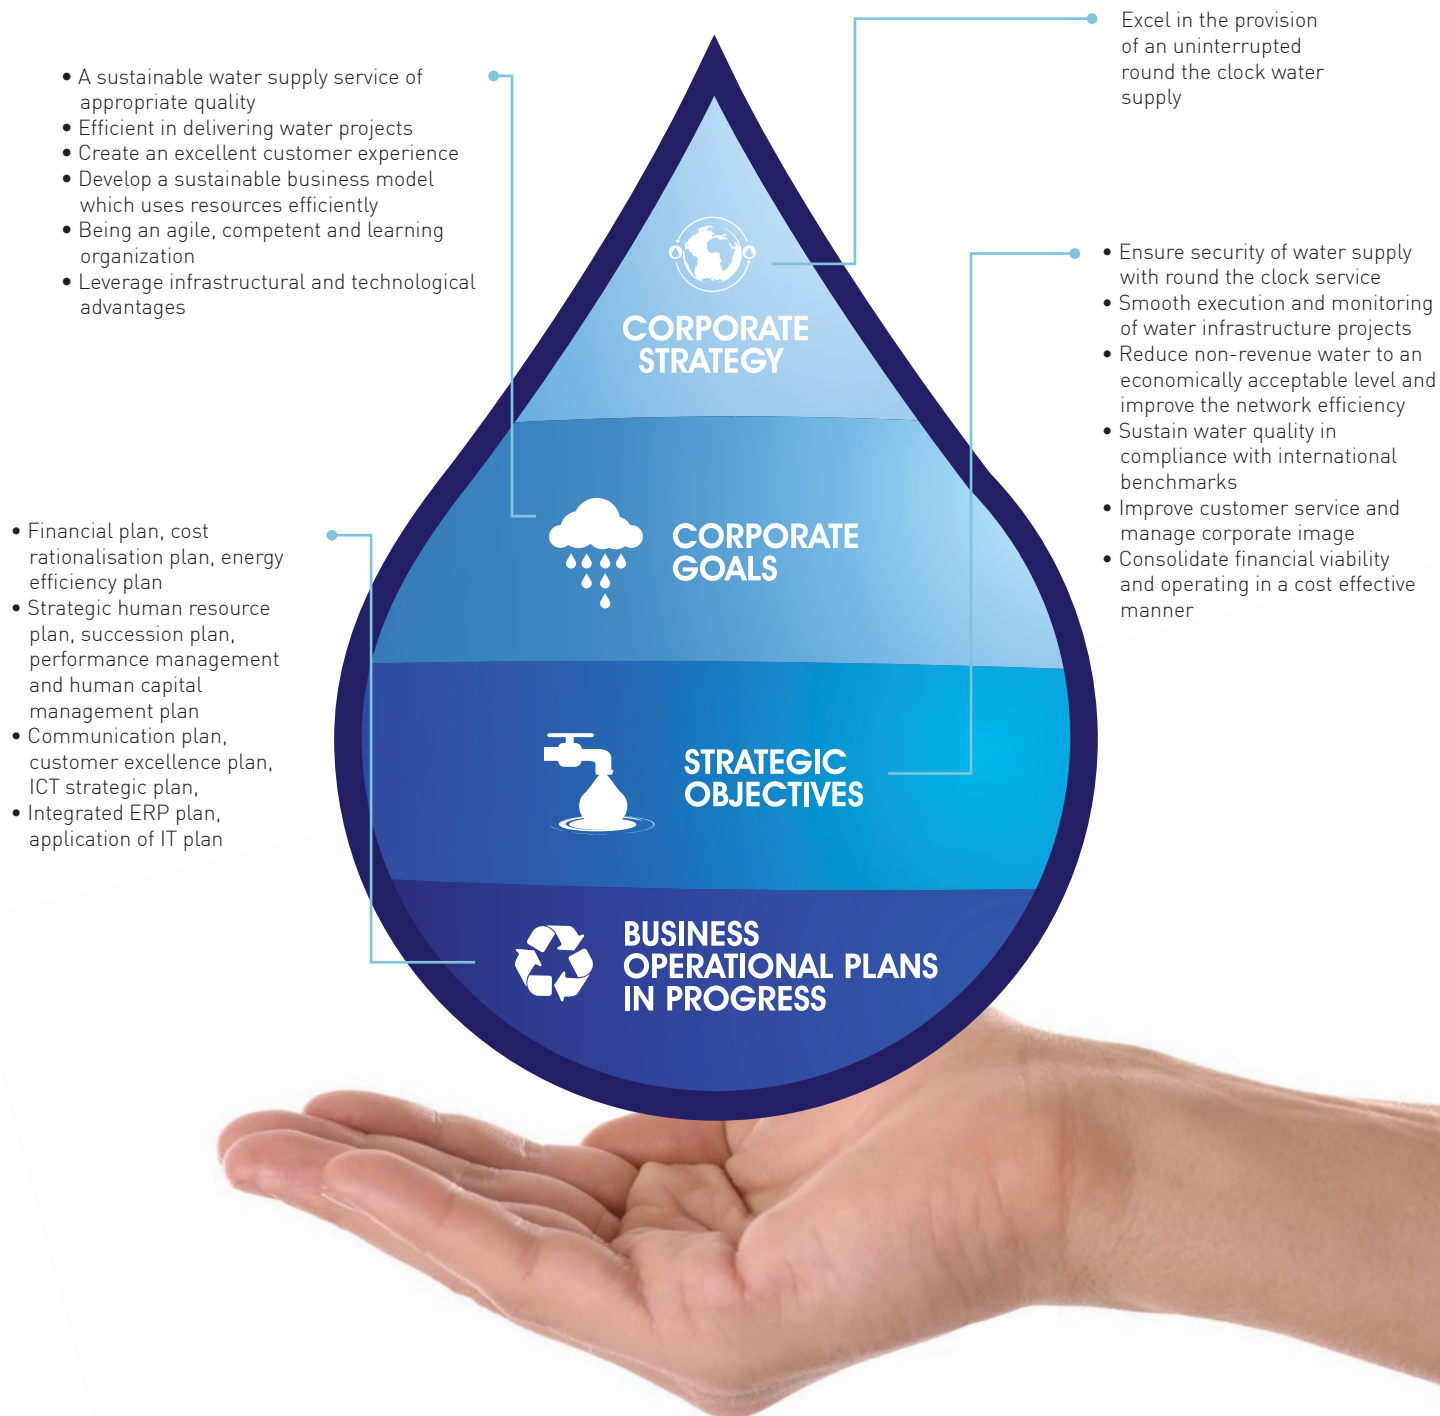 Excel in the provision
of an uninterrupted
round the clock water
supply
• A sustainable water supply service of
appropriate quality
• Efficient in delivering water projects
• Create an excellent customer experience
• Develop a sustainable business model
which uses resources efficiently
• Being an agile, competent and learning
organization
• Leverage infrastructural and technological
advantages
• Ensure security of water supply
with round the clock service
• Smooth execution and monitoring
of water infrastructure projects
• Reduce non-revenue water to an
economically acceptable level and
improve the network efficiency
• Sustain water quality in
compliance with international
benchmarks
• Improve customer service and
manage corporate image
• Consolidate financial viability
and operating in a cost effective
manner
• Financial plan, cost
rationalisation plan, energy
efficiency plan
• Strategic human resource
plan, succession plan,
performance management
and human capital
management plan
• Communication plan,
customer excellence plan,
ICT strategic plan,
• Integrated ERP plan,
application of IT plan
CORPORATE
STRATEGY
CORPORATE
GOALS
STRATEGIC
OBJECTIVES
BUSINESS
OPERATIONAL PLANS
IN PROGRESS